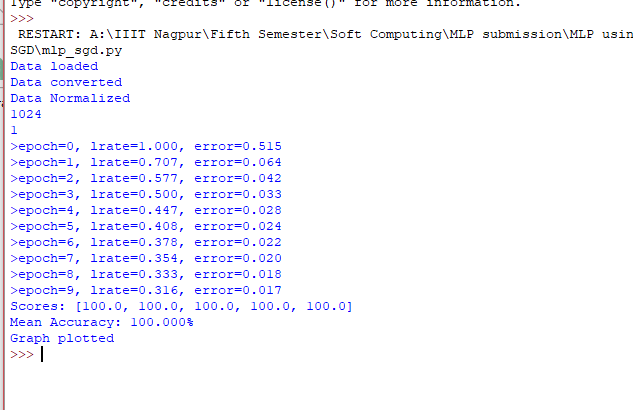 Type "copyright", "credits" or "license()" for more information.
>>>
RESTART: A:\IIIT Nagpur\Fifth Semester\Soft Computing\MLP submission\MLP usin
SGD\mlp_sgd.py
Data loaded
Data converted
Data Normalized
1024
1
>epoch=0, lrate=1.000, error=0.515
>epoch=1, lrate=0.707, error=0.064
>epoch=2, lrate=0.577, error=0.042
>epoch=3, lrate=0.500, error=0.033
>epoch=4, lrate=0.447, error=0.028
>epoch=5, lrate=0.408, error=0.024
>epoch=6, lrate=0.378, error=0.022
>epoch=7, lrate=0.354, error=0.020
>epoch=8, lrate=0.333, error=0.018
>epoch=9, lrate=0.316, error=0.017
Scores: [100.0, 100.0, 100.0, 100.0, 100.0]
Mean Accuracy: 100.000%
Graph plotted
>>>